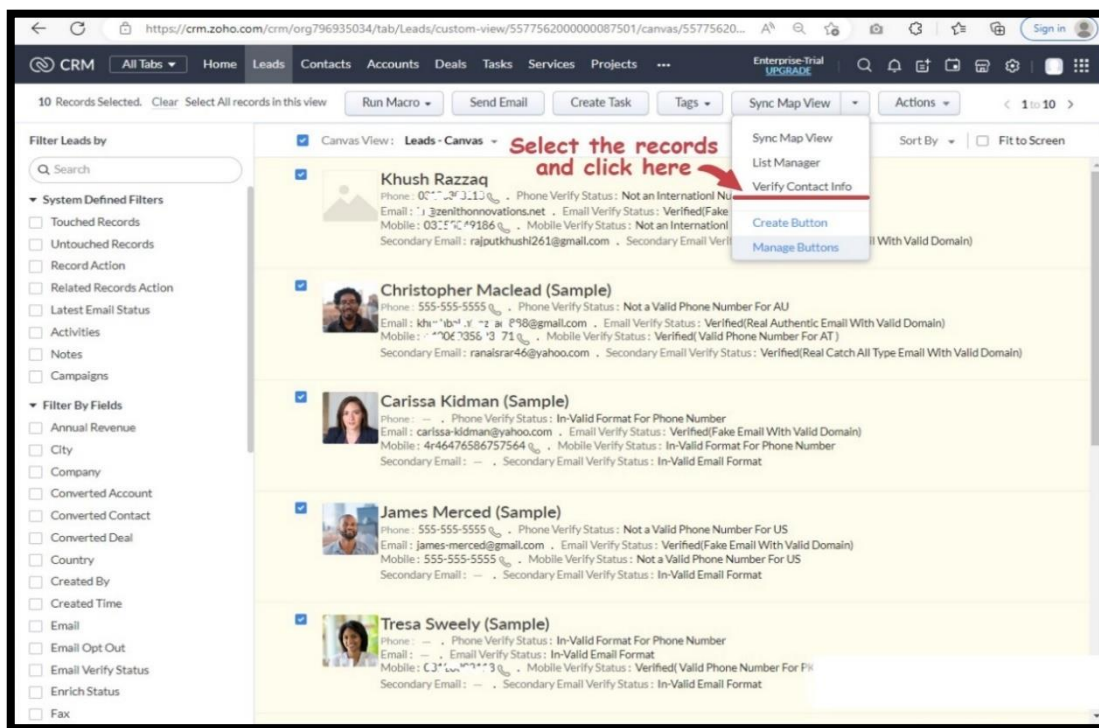 https://crm.zoho.com/crm/org796935034/tab/Leads/custom-view/5577562000000087501/canvas/55775620... Sign in
CRM All Tabs Home Leads Contacts Accounts Deals Tasks Services Projects ... Enterprise-Trial
UPGRADE
10 Records Selected. Clear Select All records in this view Run Macro Send Email Create Task Tags Sync Map View Actions 1 to 10
Filter Leads by
Canvas View : Leads - Canvas
Sort By Fit to Screen
Search
System Defined Filters
Touched Records
Untouched Records
Record Action
Related Records Action
Latest Email Status
Activities
Notes
Campaigns
Filter By Fields
Annual Revenue
City
Company
Converted Account
Converted Contact
Converted Deal
Country
Created By
Created Time
Email
Email Opt Out
Email Verify Status
Enrich Status
Fax
Select the records
and click here
Sync Map View
List Manager
Verify Contact Info
Create Button
Manage Buttons
Khush Razzaq
Phone : Phone Verify Status : Not an Internationl
Email : @zenithonnovations.net . Email Verify Status : Verified(Fake
Mobile : . Mobile Verify Status : Not an Internationl
Secondary Email : rajputkhushi261@gmail.com . Secondary Email ll With Valid Domain)
Christopher Maclead (Sample)
Phone : 555-555-5555 . Phone Verify Status : Not a Valid Phone Number For AU
Email : . Email Verify Status : Verified(Real Authentic Email With Valid Domain)
Mobile : . Mobile Verify Status : Verified( Valid Phone Number For AT )
Secondary Email : ranaisrar46@yahoo.com . Secondary Email Verify Status : Verified(Real Catch All Type Email With Valid Domain)
Carissa Kidman (Sample)
Phone : — . Phone Verify Status : In-Valid Format For Phone Number
Email : carissa-kidman@yahoo.com . Email Verify Status : Verified(Fake Email With Valid Domain)
Mobile : 4r46476586757564 . Mobile Verify Status : In-Valid Format For Phone Number
Secondary Email : — . Secondary Email Verify Status : In-Valid Email Format
James Merced (Sample)
Phone : 555-555-5555 . Phone Verify Status : Not a Valid Phone Number For US
Email : james-merced@gmail.com . Email Verify Status : Verified(Fake Email With Valid Domain)
Mobile : 555-555-5555 . Mobile Verify Status : Not a Valid Phone Number For US
Secondary Email : — . Secondary Email Verify Status : In-Valid Email Format
Tresa Sweely (Sample)
Phone : — . Phone Verify Status : In-Valid Format For Phone Number
Email : — . Email Verify Status : In-Valid Email Format
Mobile : . Mobile Verify Status : Verified( Valid Phone Number For
Secondary Email : — . Secondary Email Verify Status : In-Valid Email Format